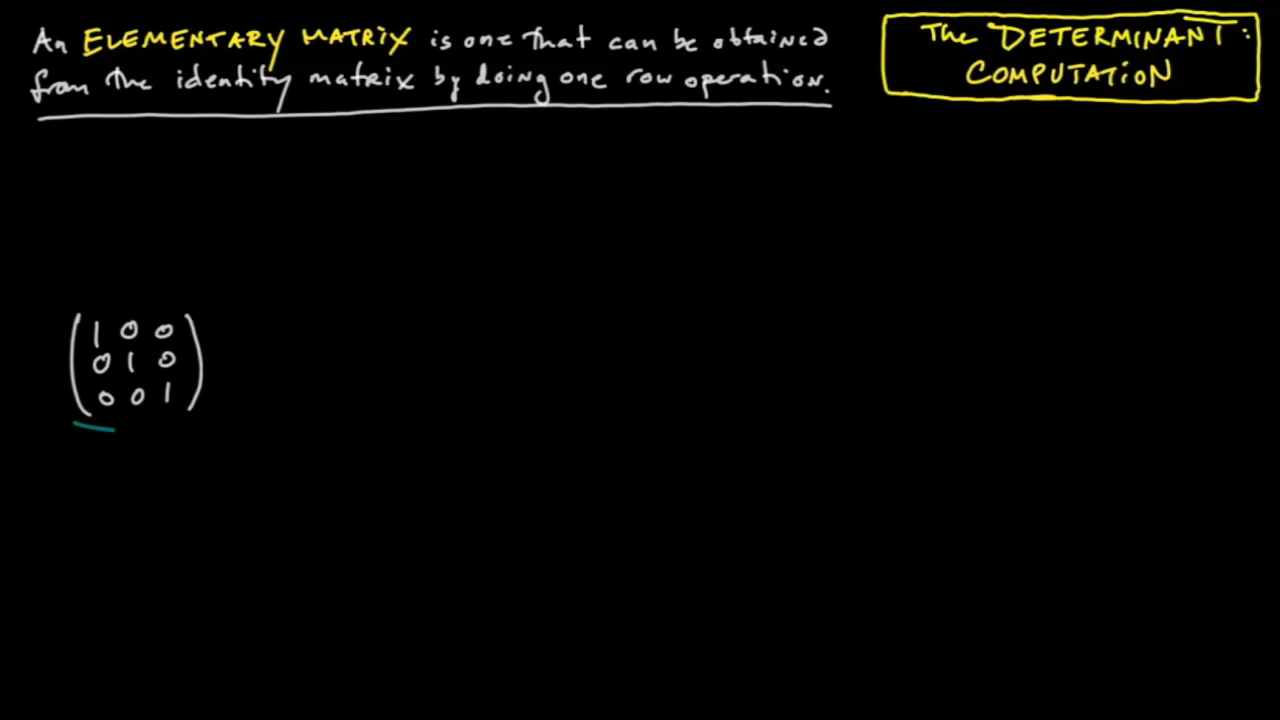 An ELEMENTARY MATRIX is one that can be obtained
from the identity matrix by doing one row operation.
The DETERMINANT:
COMPUTATION
1 0 0
0 1 0
0 0 1